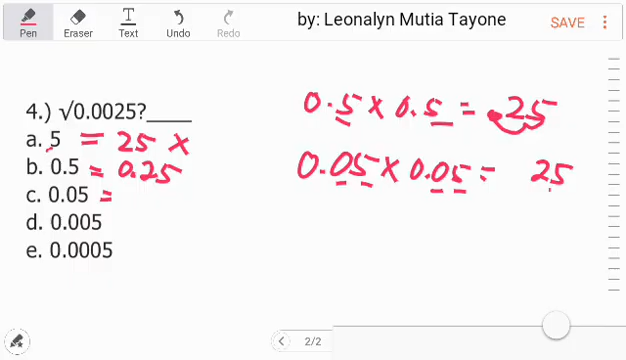 Pen Eraser Text Undo Redo by: Leonalyn Mutia Tayone SAVE
4.) √0.0025?____ 0.5 x 0.5 = .25
a. 5 = 25 x
b. 0.5 = 0.25 0.05 x 0.05 = 25
c. 0.05 =
d. 0.005
e. 0.0005
2/2